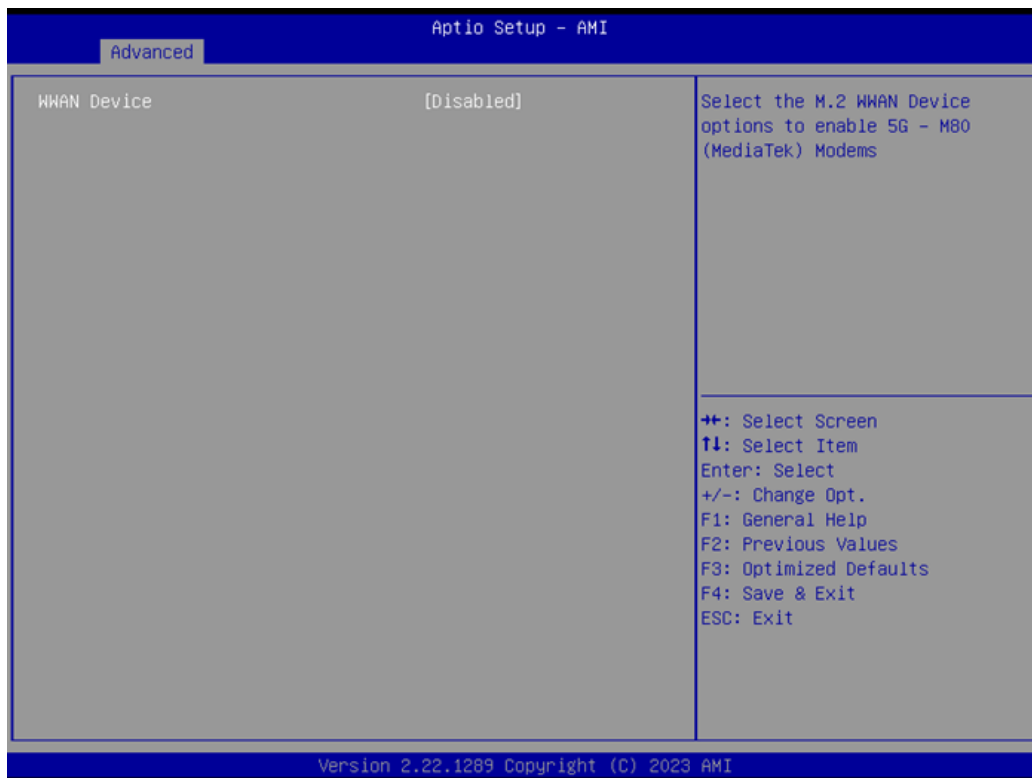 Aptio Setup – AMI
Advanced
WWAN Device [Disabled]
Select the M.2 WWAN Device
options to enable 5G – M80
(MediaTek) Modems
→←: Select Screen
↑↓: Select Item
Enter: Select
+/-: Change Opt.
F1: General Help
F2: Previous Values
F3: Optimized Defaults
F4: Save & Exit
ESC: Exit
Version 2.22.1289 Copyright (C) 2023 AMI